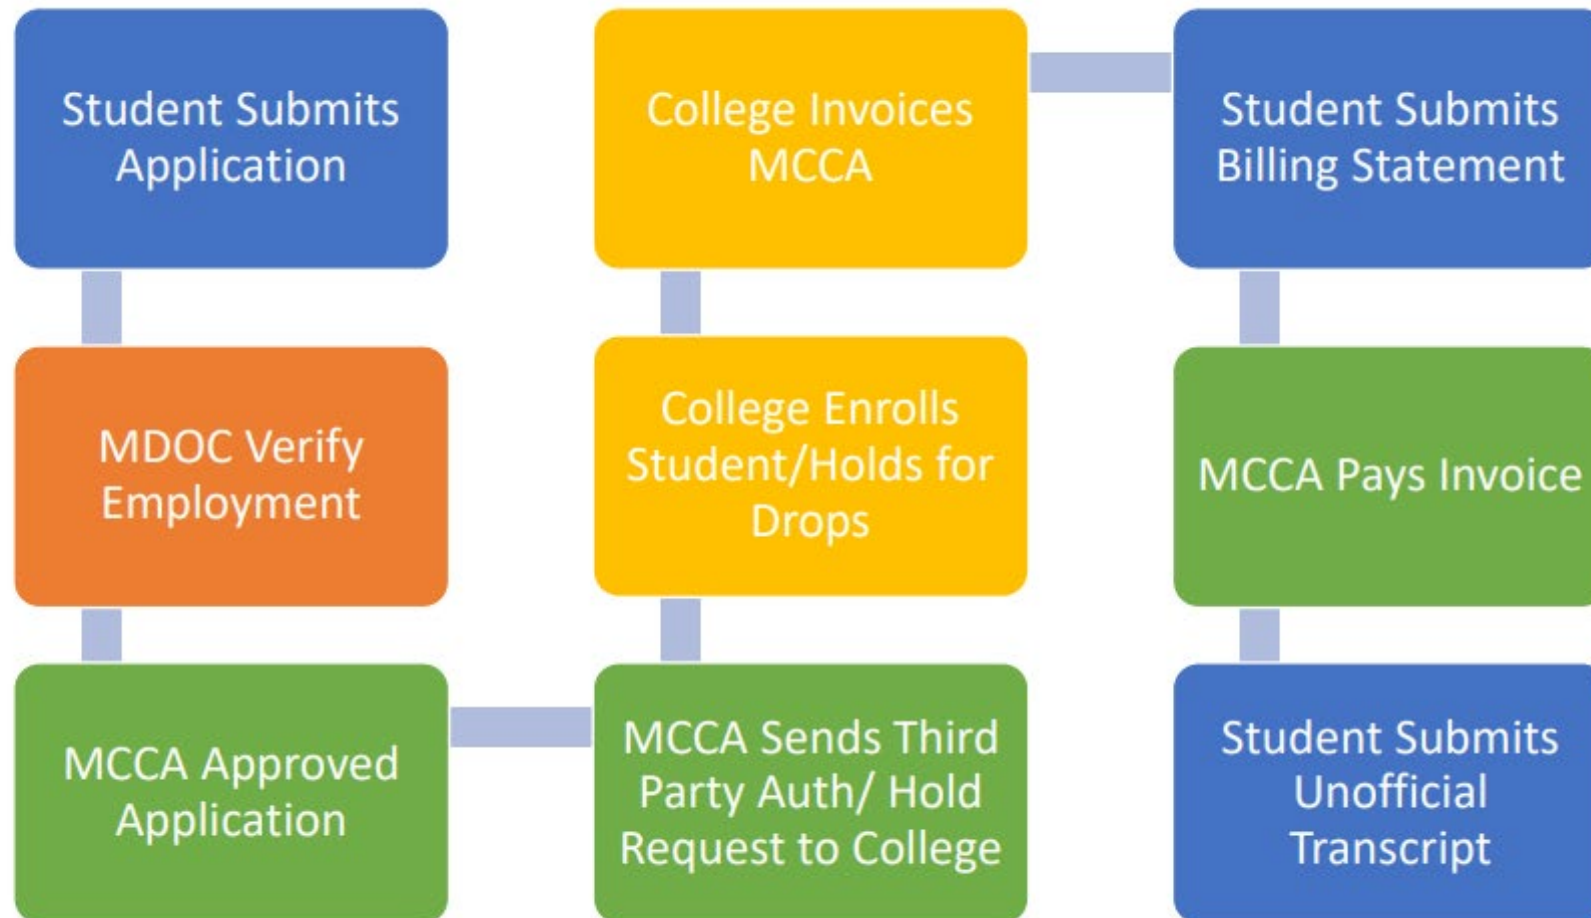 Student Submits
Application
MDOC Verify
Employment
MCCA Approved
Application
MCCA Sends Third
Party Auth/ Hold
Request to College
College Enrolls
Student/Holds for
Drops
College Invoices
MCCA
Student Submits
Billing Statement
MCCA Pays Invoice
Student Submits
Unofficial
Transcript